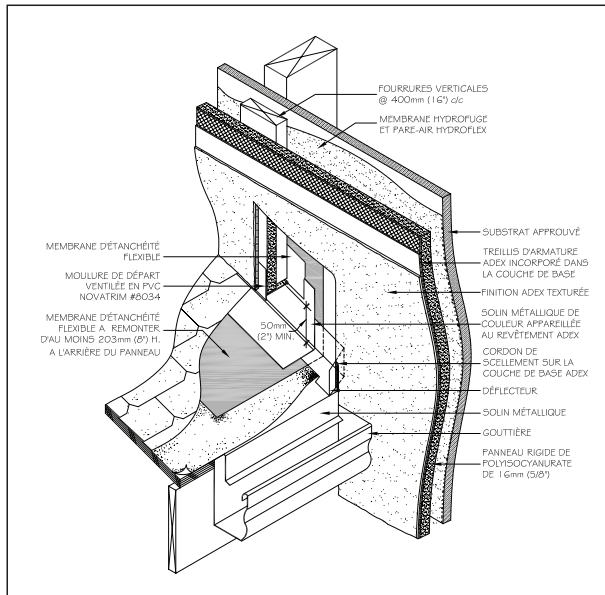 FOURRURES VERTICALES
@ 400mm (16") c/c
MEMBRANE HYDROFUGE
ET PARE-AIR HYDROFLEX
MEMBRANE D'ÉTANCHÉITÉ
FLEXIBLE
MOULURE DE DÉPART
VENTILÉE EN PVC
NOVATRIM #8034
MEMBRANE D'ÉTANCHÉITÉ
FLEXIBLE A REMONTER
D'AU MOINS 203mm (8") H.
A L'ARRIÈRE DU PANNEAU
50mm
(2") MIN.
SUBSTRAT APPROUVÉ
TREILLIS D'ARMATURE
ADEX INCORPORÉ DANS
LA COUCHE DE BASE
FINITION ADEX TEXTURÉE
SOLIN MÉTALLIQUE DE
COULEUR APPAREILLÉE
AU REVÊTEMENT ADEX
CORDON DE
SCELLEMENT SUR LA
COUCHE DE BASE ADEX
DÉFLECTEUR
SOLIN MÉTALLIQUE
GOUTTIÈRE
PANNEAU RIGIDE DE
POLYISOCYANURATE
DE 16mm (5/8")